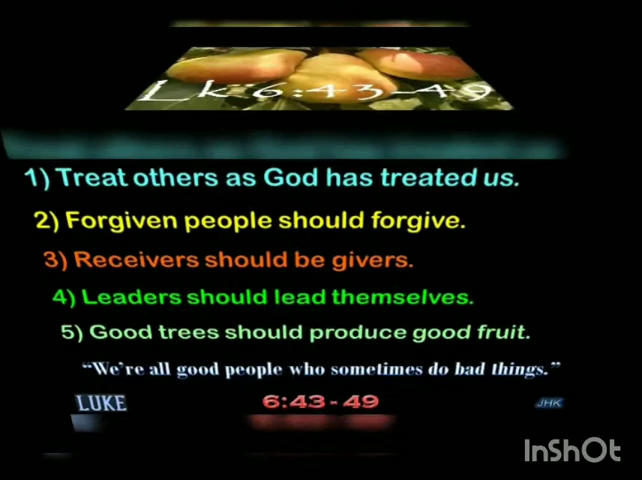 Lk 6:43-49
1) Treat others as God has treated us.
2) Forgiven people should forgive.
3) Receivers should be givers.
4) Leaders should lead themselves.
5) Good trees should produce good fruit.
“We’re all good people who sometimes do bad things.”
LUKE 6:43 - 49 JHK
InShOt